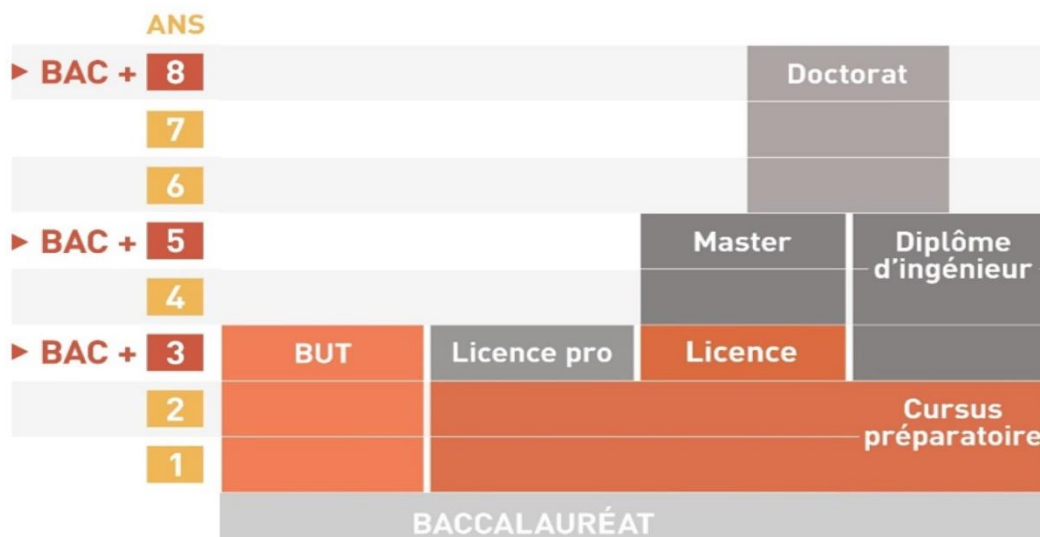 ANS
▶ BAC + 8
Doctorat
7
6
▶ BAC + 5
Master
Diplôme
d'ingénieur
4
▶ BAC + 3
BUT
Licence pro
Licence
2
Cursus
préparatoire
1
BACCALAURÉAT